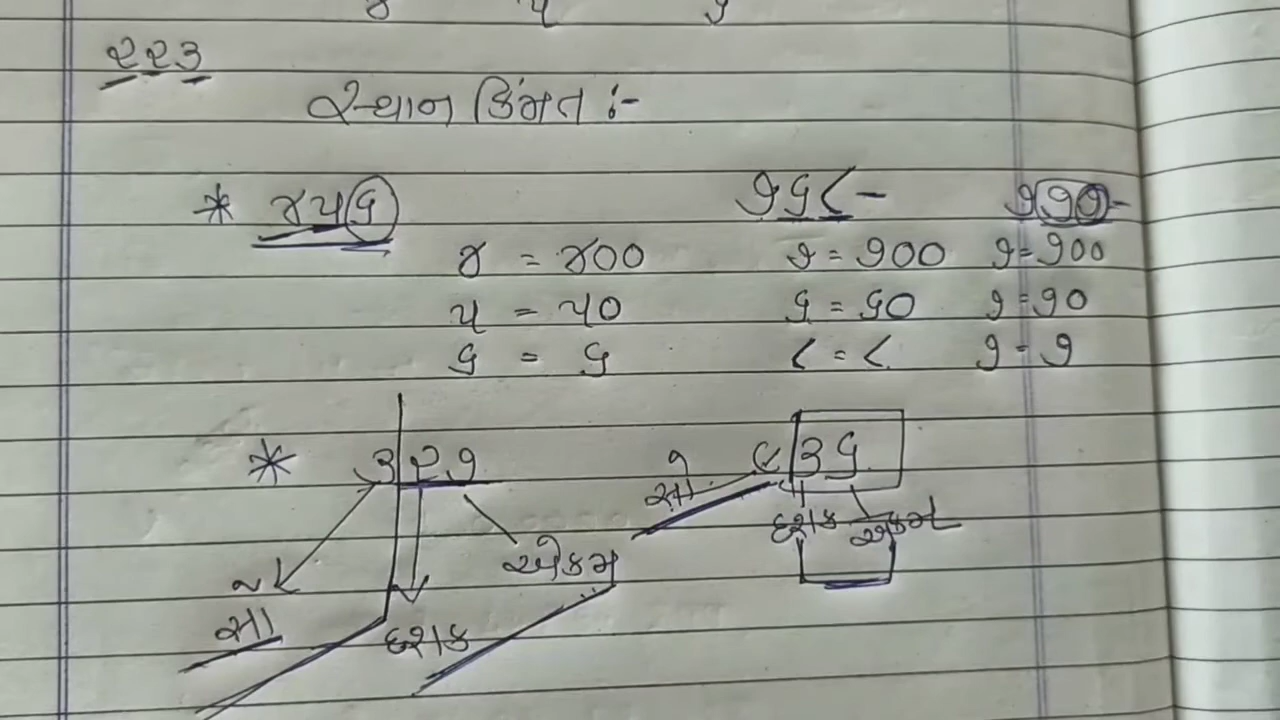 ૨૨૩
સ્થાન કિંમત :-
* ૪૫૬ ૧૬૮ - ૧૧૧-
૪ = ૪૦૦ ૧ = ૧૦૦ ૧ = ૧૦૦
૫ = ૫૦ ૬ = ૬૦ ૧ = ૧૦
૬ = ૬ ૮ = ૮ ૧ = ૧
* ૩૨૧ ૯૩૬
સો દશક એકમ
એકમ
સો દશક